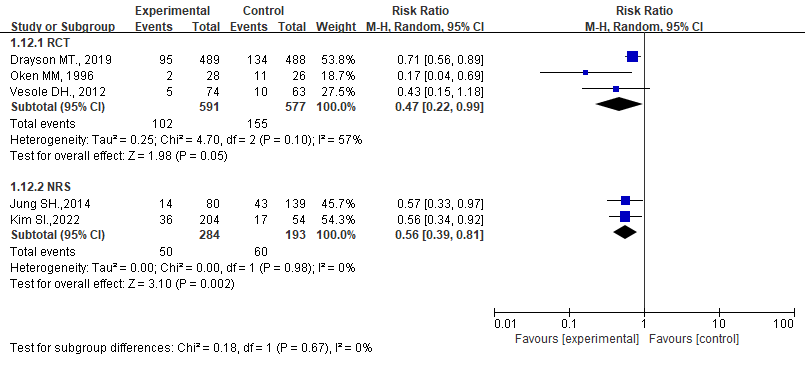 Experimental Control Risk Ratio Risk Ratio
Study or Subgroup Events Total Events Total Weight M-H, Random, 95% CI M-H, Random, 95% CI
1.12.1 RCT
Drayson MT., 2019 95 489 134 488 53.8% 0.71 [0.56, 0.89]
Oken MM, 1996 2 28 11 26 18.7% 0.17 [0.04, 0.69]
Vesole DH., 2012 5 74 10 63 27.5% 0.43 [0.15, 1.18]
Subtotal (95% CI) 591 577 100.0% 0.47 [0.22, 0.99]
Total events 102 155
Heterogeneity: Tau² = 0.25; Chi² = 4.70, df = 2 (P = 0.10); I² = 57%
Test for overall effect: Z = 1.98 (P = 0.05)
1.12.2 NRS
Jung SH.,2014 14 80 43 139 45.7% 0.57 [0.33, 0.97]
Kim SI.,2022 36 204 17 54 54.3% 0.56 [0.34, 0.92]
Subtotal (95% CI) 284 193 100.0% 0.56 [0.39, 0.81]
Total events 50 60
Heterogeneity: Tau² = 0.00; Chi² = 0.00, df = 1 (P = 0.98); I² = 0%
Test for overall effect: Z = 3.10 (P = 0.002)
0.01 0.1 1 10 100
Favours [experimental] Favours [control]
Test for subgroup differences: Chi² = 0.18, df = 1 (P = 0.67), I² = 0%